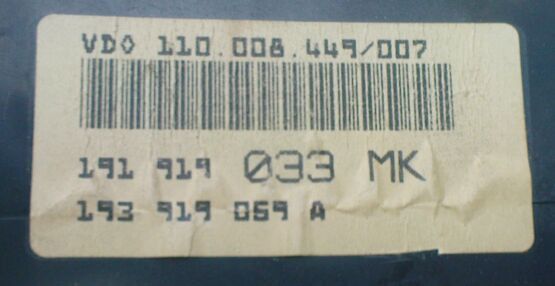 VDO 110.008.449/007
191 919 033 MK
193 919 059 A